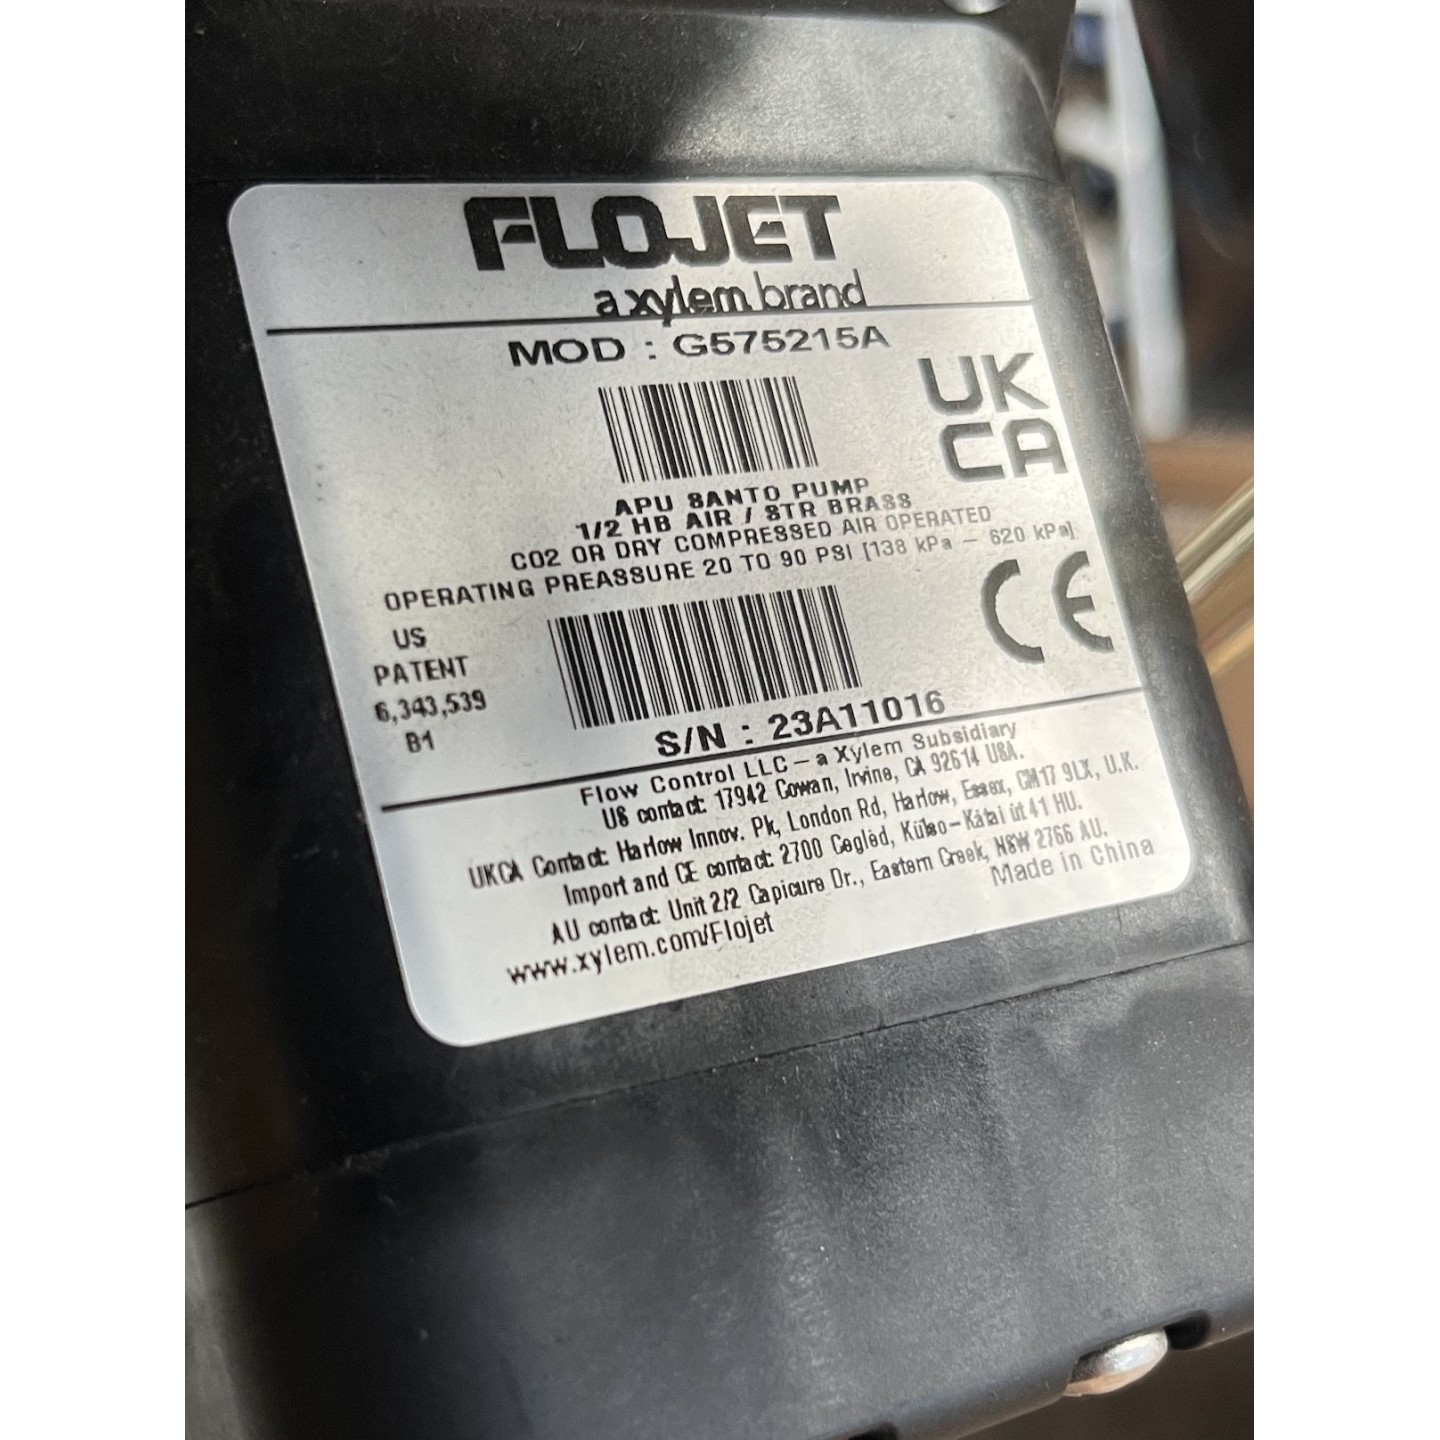 FLOJET
a xylem brand
MOD : G575215A
UK
CA
APU SANTO PUMP
1/2 HB AIR / STR BRASS
CO2 OR DRY COMPRESSED AIR OPERATED
OPERATING PREASSURE 20 TO 90 PSI [138 kPa – 620 kPa]
CE
US
PATENT
6,343,539
B1
S/N : 23A11016
Flow Control LLC – a Xylem Subsidiary
US contact: 17942 Cowan, Irvine, CA 92614 USA.
UKCA Contact: Harlow Innov. Pk, London Rd, Harlow, Essex, CM17 9LX, U.K.
Import and CE contact: 2700 Cegléd, Külso-Kátai út 41 HU.
AU contact: Unit 2/2 Capicure Dr., Eastern Creek, NSW 2766 AU.
www.xylem.com/Flojet
Made in China